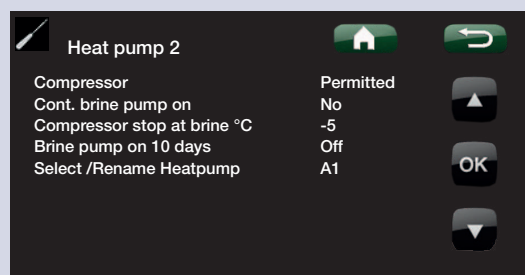 Heat pump 2
Compressor Permitted
Cont. brine pump on No
Compressor stop at brine °C -5
Brine pump on 10 days Off
Select /Rename Heatpump A1
OK